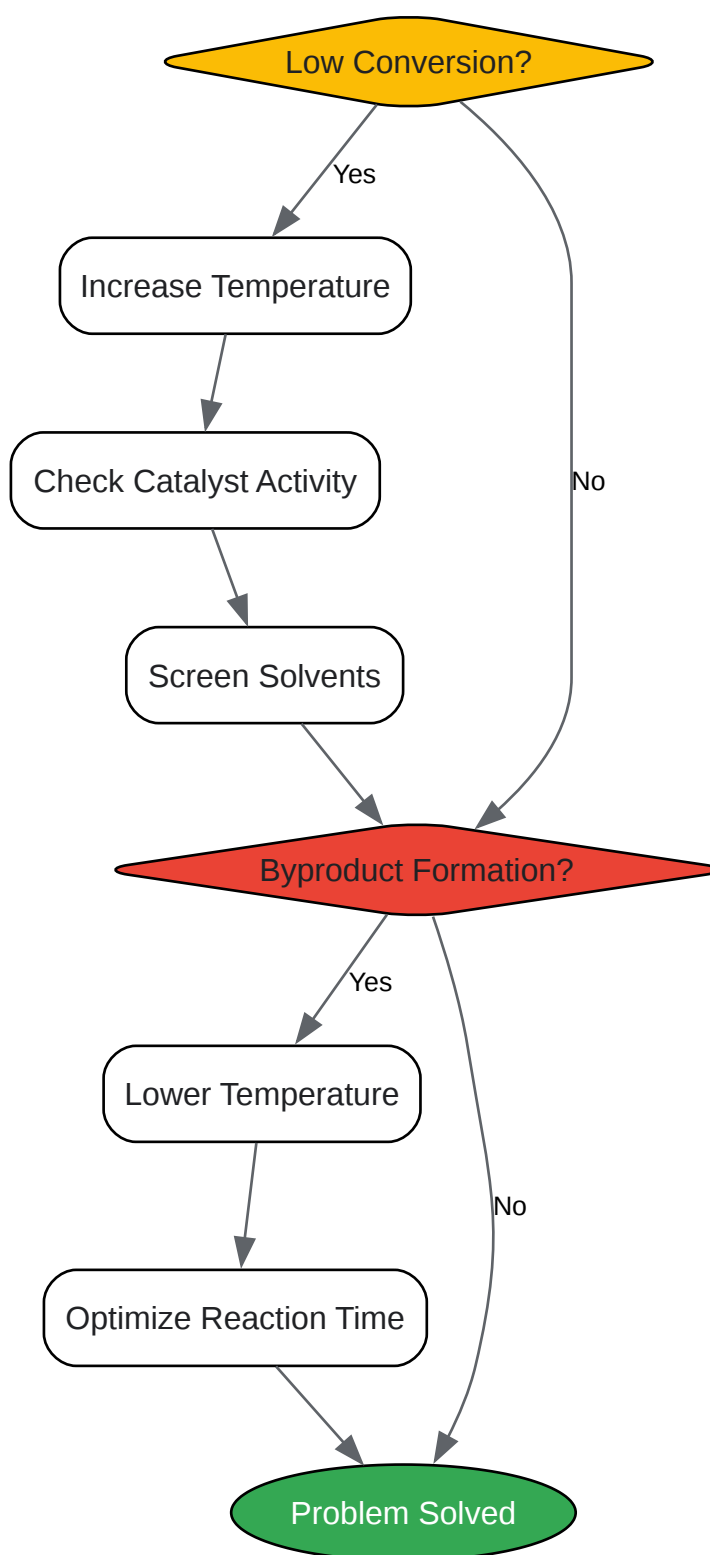 Low Conversion?
Yes
Increase Temperature
Check Catalyst Activity
No
Screen Solvents
Byproduct Formation?
Yes
Lower Temperature
No
Optimize Reaction Time
Problem Solved